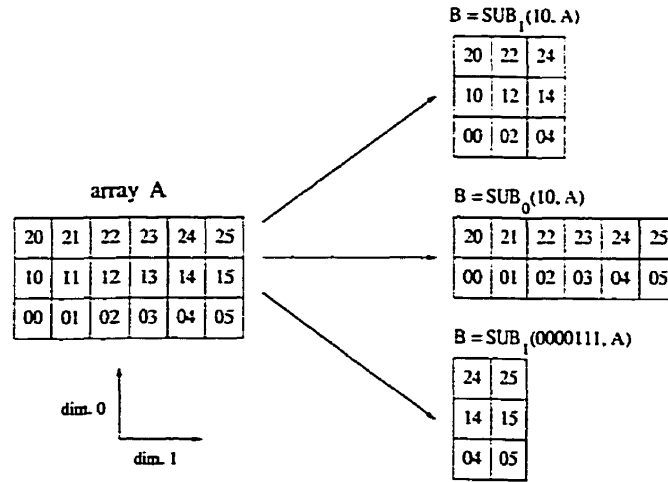 B = SUB₁(10, A)
20 22 24
10 12 14
00 02 04
array A
20 21 22 23 24 25
10 11 12 13 14 15
00 01 02 03 04 05
dim. 0
dim. 1
B = SUB₀(10, A)
20 21 22 23 24 25
00 01 02 03 04 05
B = SUB₁(0000111, A)
24 25
14 15
04 05